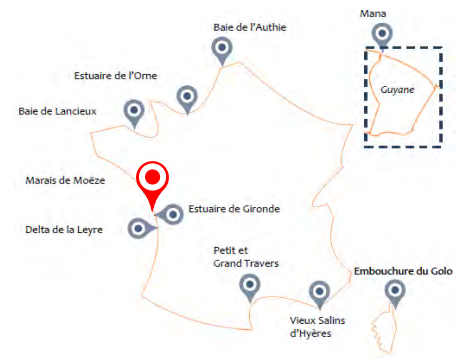 Mana
Baie de l'Authie
Estuaire de l'Orne
Guyane
Baie de Lancieux
Marais de Moëze
Estuaire de Gironde
Delta de la Leyre
Petit et
Grand Travers
Embouchure du Golo
Vieux Salins
d'Hyères